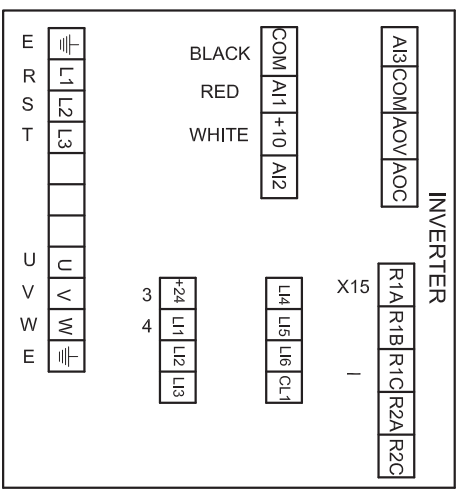 E
R L1
S L2
T L3
U U
V V
W W
E
BLACK COM
RED AI1
WHITE +10
AI2
AI3
COM
AOV
AOC
3 +24
4 LI1
LI2
LI3
LI4
LI5
LI6
CL1
X15 R1A
R1B
I R1C
R2A
R2C
INVERTER